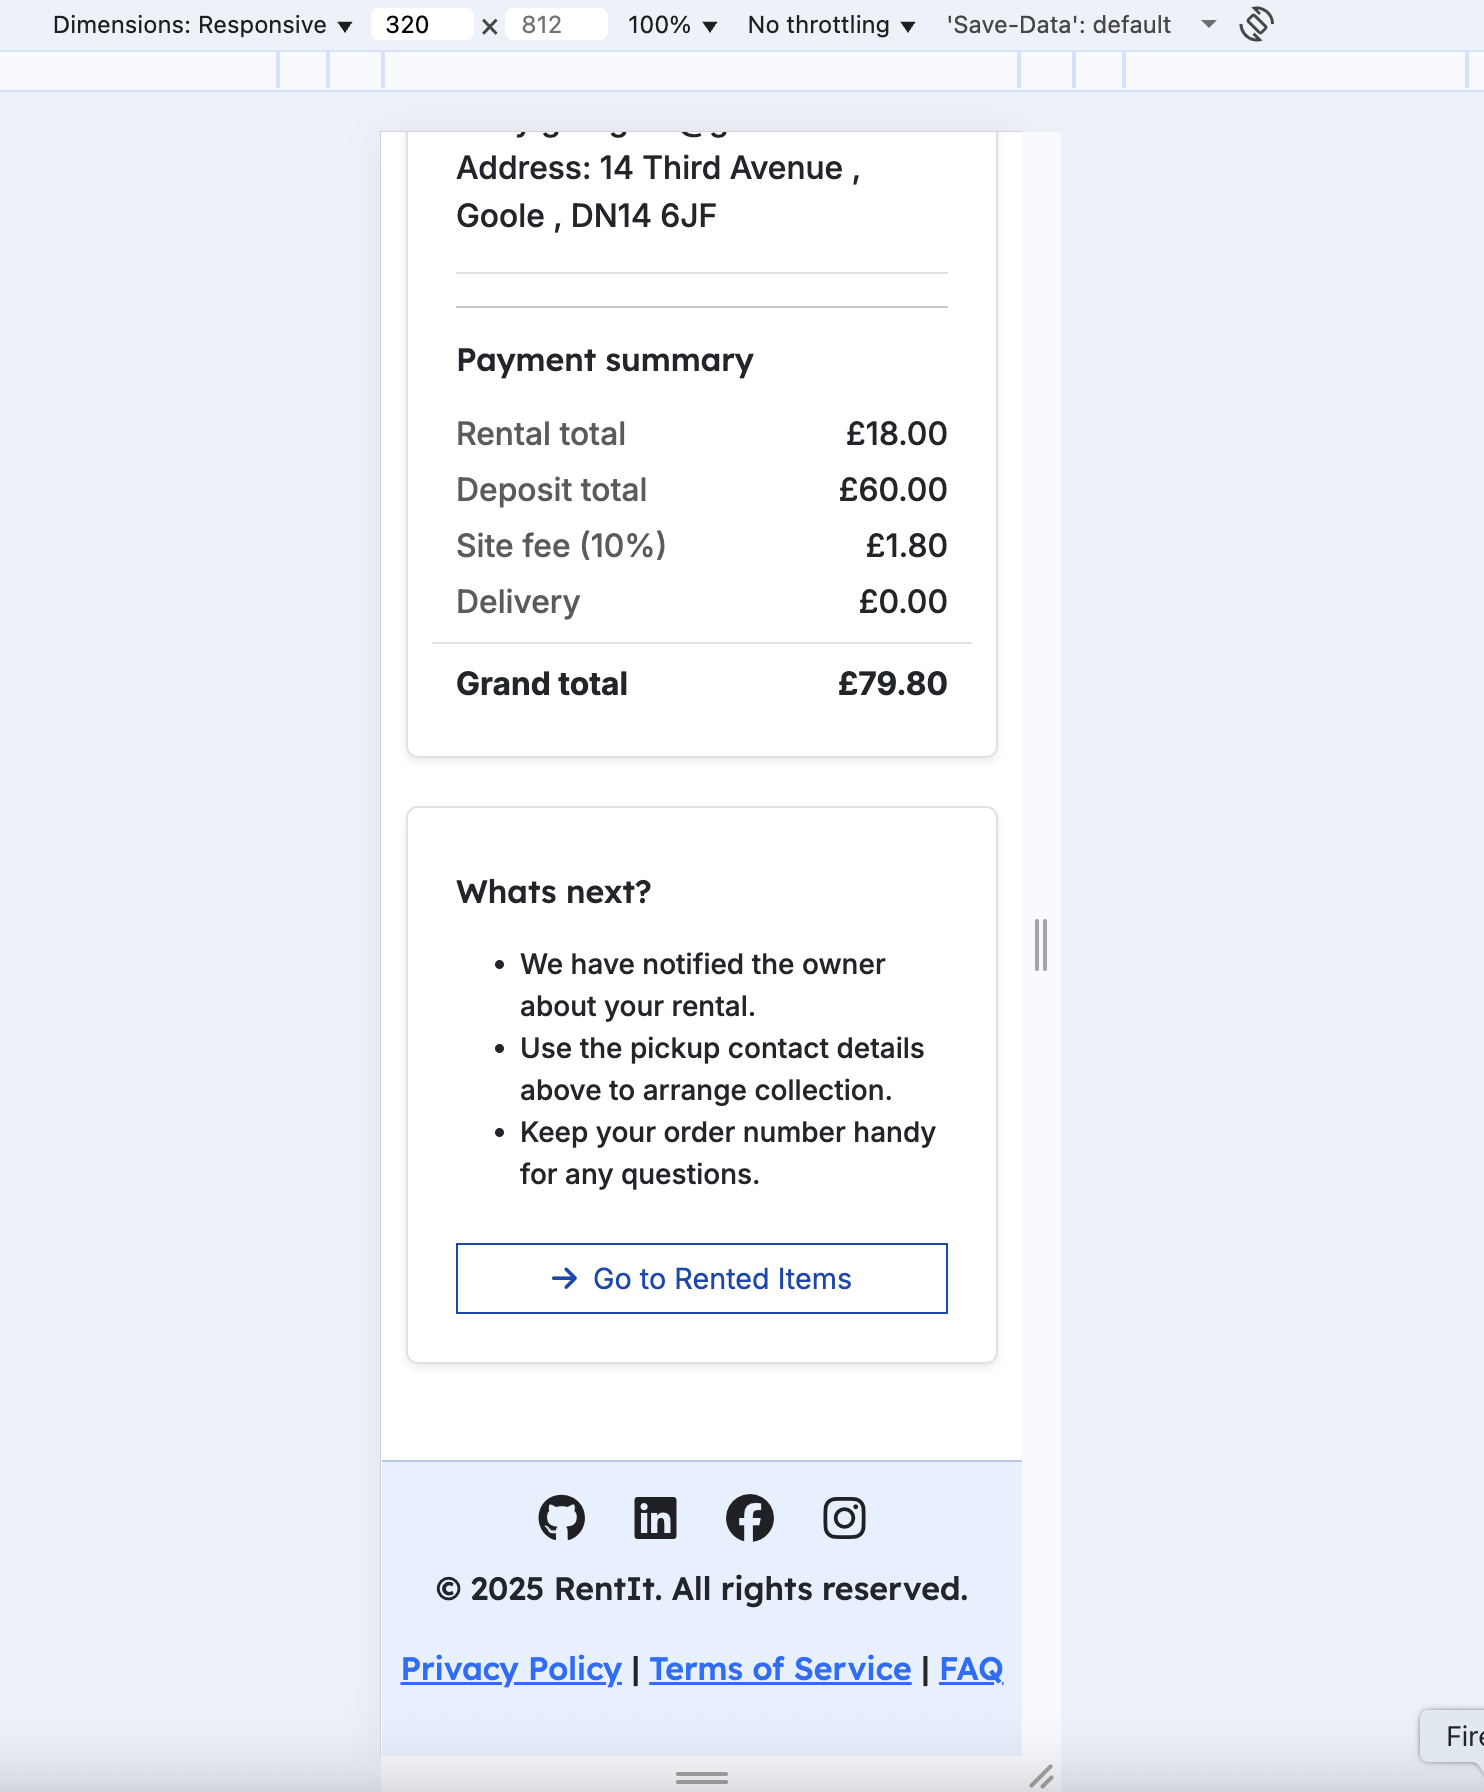 Dimensions: Responsive ▼ 320 × 812 100% ▼ No throttling ▼ 'Save-Data': default
Address: 14 Third Avenue ,
Goole , DN14 6JF
Payment summary
Rental total £18.00
Deposit total £60.00
Site fee (10%) £1.80
Delivery £0.00
Grand total £79.80
Whats next?
• We have notified the owner
about your rental.
• Use the pickup contact details
above to arrange collection.
• Keep your order number handy
for any questions.
→ Go to Rented Items
© 2025 RentIt. All rights reserved.
Privacy Policy | Terms of Service | FAQ